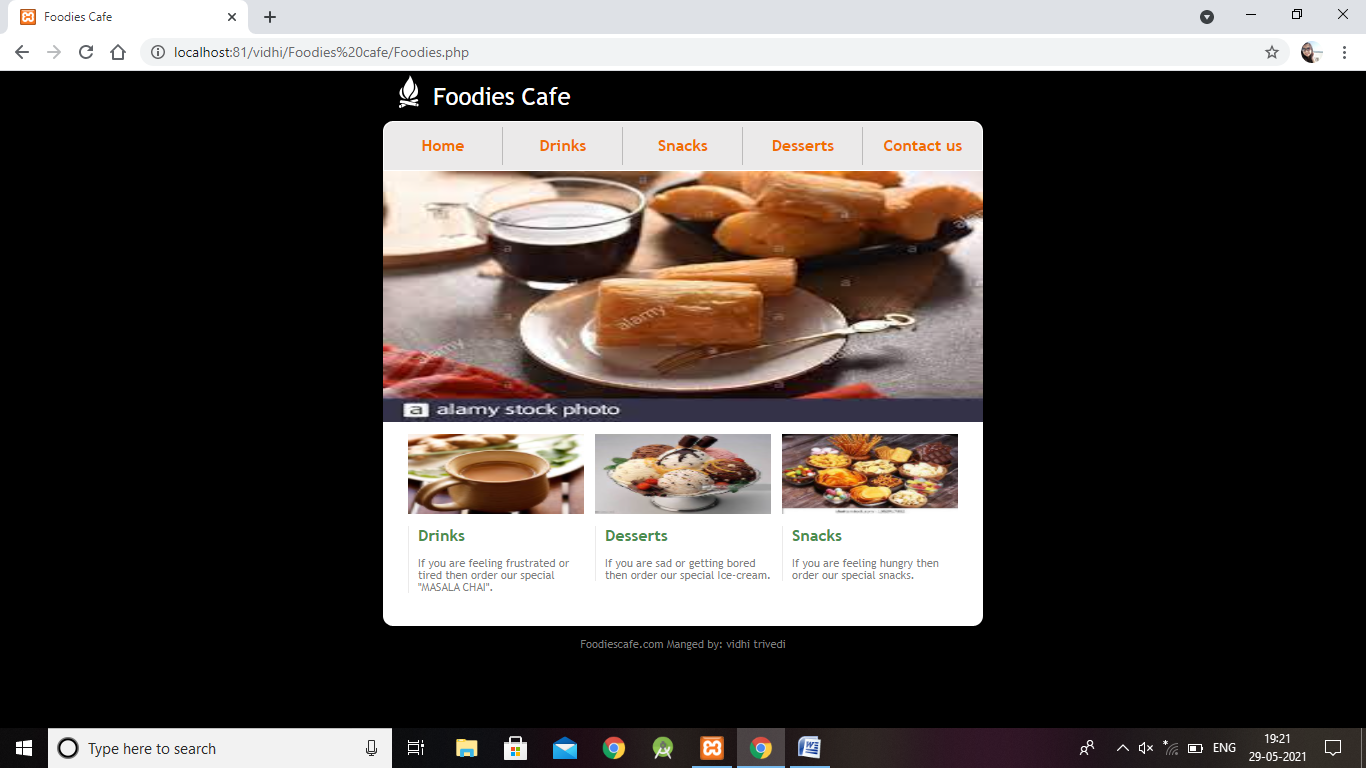 Foodies Cafe
localhost:81/vidhi/Foodies%20cafe/Foodies.php
Foodies Cafe
Home Drinks Snacks Desserts Contact us
alamy
a
alamy
alamy
a alamy stock photo
Drinks
If you are feeling frustrated or
tired then order our special
"MASALA CHAI".
Desserts
If you are sad or getting bored
then order our special Ice-cream.
Snacks
If you are feeling hungry then
order our special snacks.
Foodiescafe.com Manged by: vidhi trivedi
Type here to search
ENG
19:21
29-05-2021